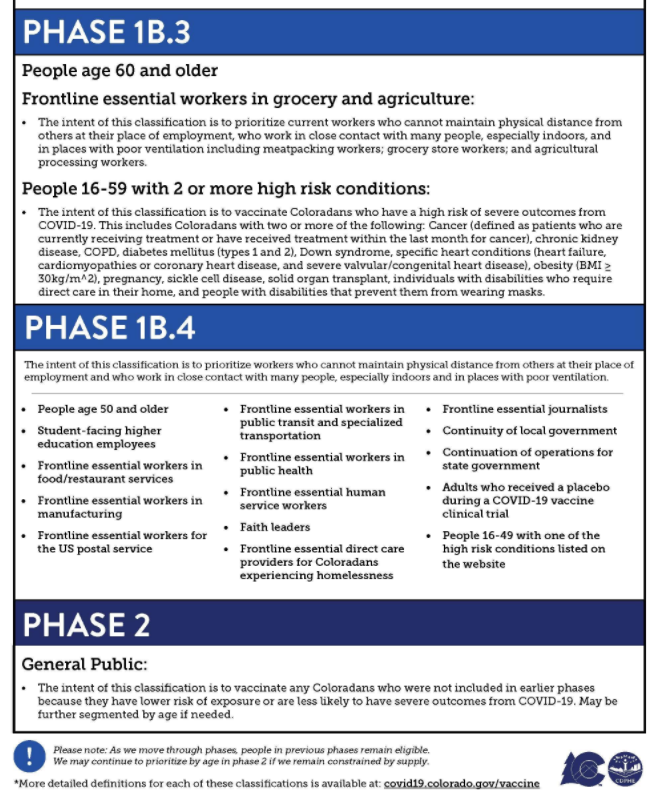 PHASE 1B.3
People age 60 and older
Frontline essential workers in grocery and agriculture:
• The intent of this classification is to prioritize current workers who cannot maintain physical distance from
others at their place of employment, who work in close contact with many people, especially indoors, and
in places with poor ventilation including meatpacking workers; grocery store workers; and agricultural
processing workers.
People 16-59 with 2 or more high risk conditions:
• The intent of this classification is to vaccinate Coloradans who have a high risk of severe outcomes from
COVID-19. This includes Coloradans with two or more of the following: Cancer (defined as patients who are
currently receiving treatment or have received treatment within the last month for cancer), chronic kidney
disease, COPD, diabetes mellitus (types 1 and 2), Down syndrome, specific heart conditions (heart failure,
cardiomyopathies or coronary heart disease, and severe valvular/congenital heart disease), obesity (BMI ≥
30kg/m^2), pregnancy, sickle cell disease, solid organ transplant, individuals with disabilities who require
direct care in their home, and people with disabilities that prevent them from wearing masks.
PHASE 1B.4
The intent of this classification is to prioritize workers who cannot maintain physical distance from others at their place of
employment and who work in close contact with many people, especially indoors and in places with poor ventilation.
• People age 50 and older
• Student-facing higher
education employees
• Frontline essential workers in
food/restaurant services
• Frontline essential workers in
manufacturing
• Frontline essential workers for
the US postal service
• Frontline essential workers in
public transit and specialized
transportation
• Frontline essential workers in
public health
• Frontline essential human
service workers
• Faith leaders
• Frontline essential direct care
providers for Coloradans
experiencing homelessness
• Frontline essential journalists
• Continuity of local government
• Continuation of operations for
state government
• Adults who received a placebo
during a COVID-19 vaccine
clinical trial
• People 16-49 with one of the
high risk conditions listed on
the website
PHASE 2
General Public:
• The intent of this classification is to vaccinate any Coloradans who were not included in earlier phases
because they have lower risk of exposure or are less likely to have severe outcomes from COVID-19. May be
further segmented by age if needed.
! Please note: As we move through phases, people in previous phases remain eligible.
We may continue to prioritize by age in phase 2 if we remain constrained by supply.
*More detailed definitions for each of these classifications is available at: covid19.colorado.gov/vaccine
CDPHE